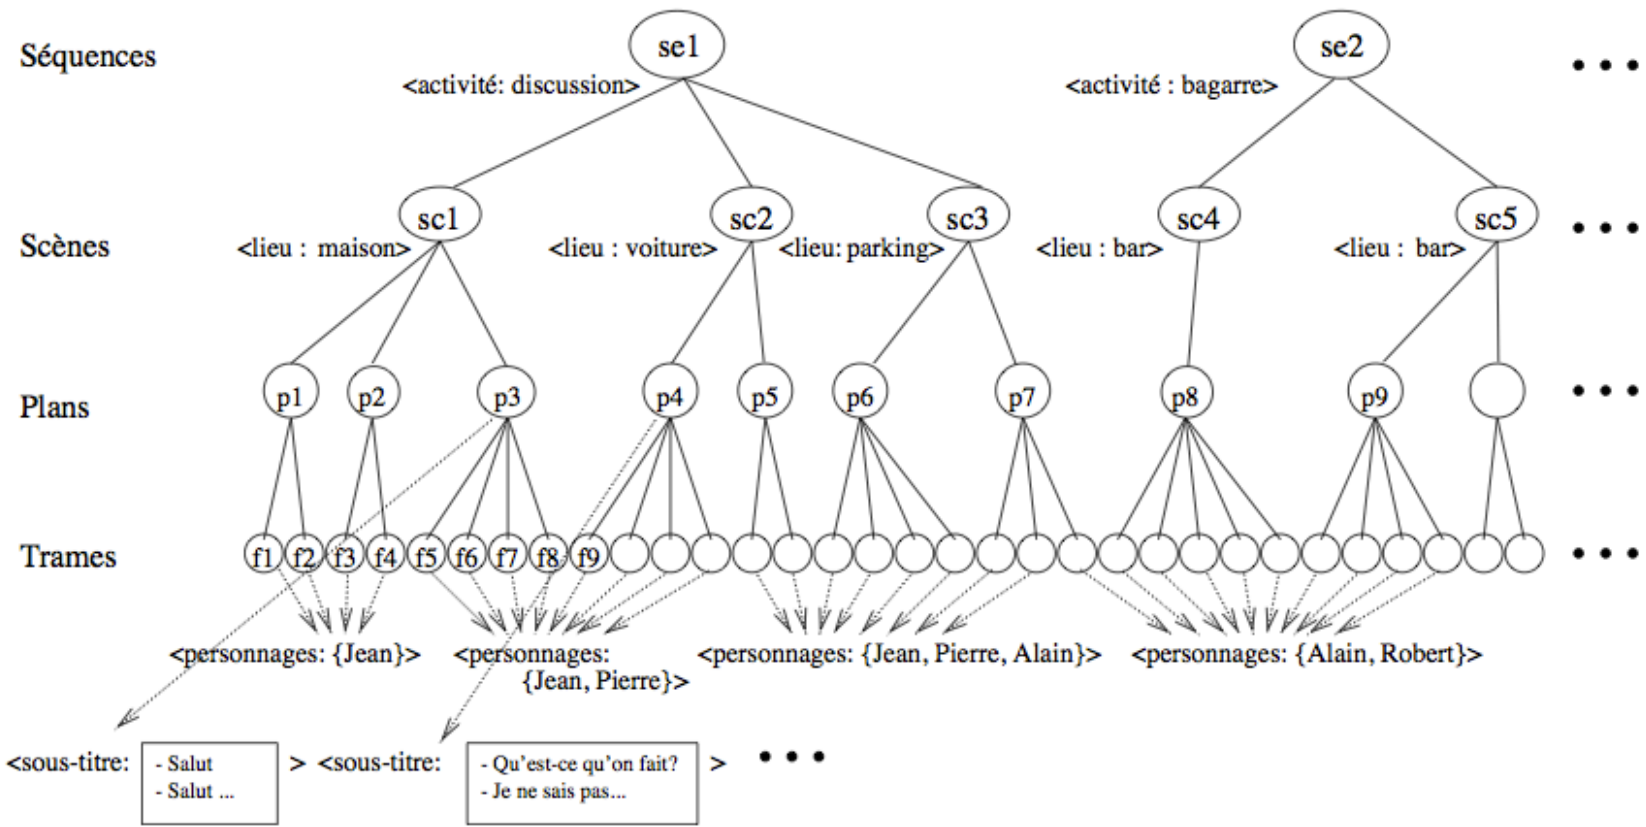 Séquences
se1
se2
<activité: discussion>
<activité : bagarre>
Scènes
sc1
sc2
sc3
sc4
sc5
<lieu : maison>
<lieu : voiture>
<lieu: parking>
<lieu : bar>
<lieu : bar>
Plans
p1
p2
p3
p4
p5
p6
p7
p8
p9
Trames
f1
f2
f3
f4
f5
f6
f7
f8
f9
<personnages: {Jean}>
<personnages:
{Jean, Pierre}>
<personnages: {Jean, Pierre, Alain}>
<personnages: {Alain, Robert}>
<sous-titre:
- Salut
- Salut ...
>
<sous-titre:
- Qu'est-ce qu'on fait?
- Je ne sais pas...
>